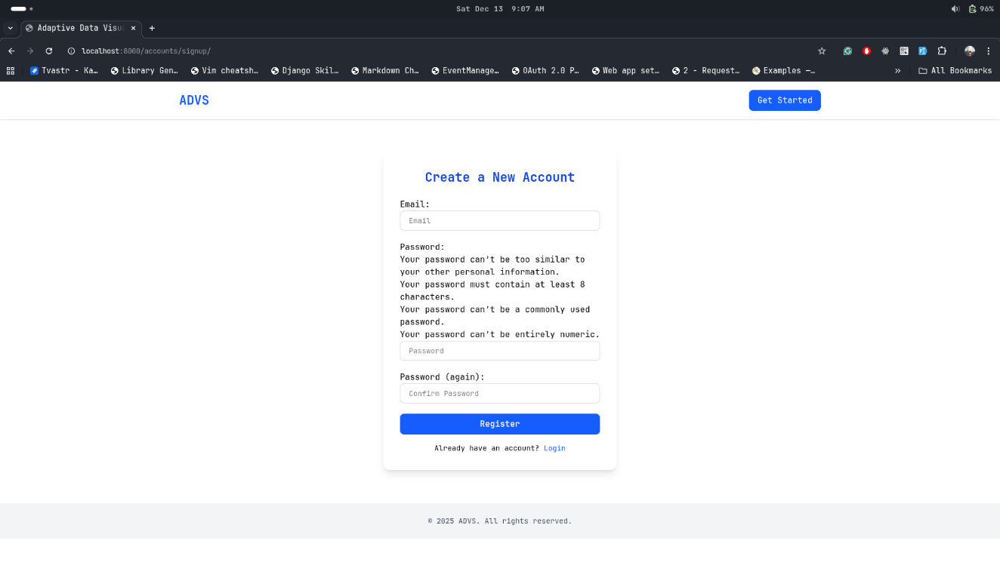 Sat Dec 13  9:07 AM
96%
Adaptive Data Visu
localhost:8000/accounts/signup/
Tvastr - Ka…
Library Gen…
Vim cheatsh…
Django Skil…
Markdown Ch…
EventManage…
OAuth 2.0 P…
Web app set…
2 - Request…
Examples —…
»
All Bookmarks
ADVS
Get Started
Create a New Account
Email:
Email
Password:
Your password can’t be too similar to
your other personal information.
Your password must contain at least 8
characters.
Your password can’t be a commonly used
password.
Your password can’t be entirely numeric.
Password
Password (again):
Confirm Password
Register
Already have an account? Login
© 2025 ADVS. All rights reserved.